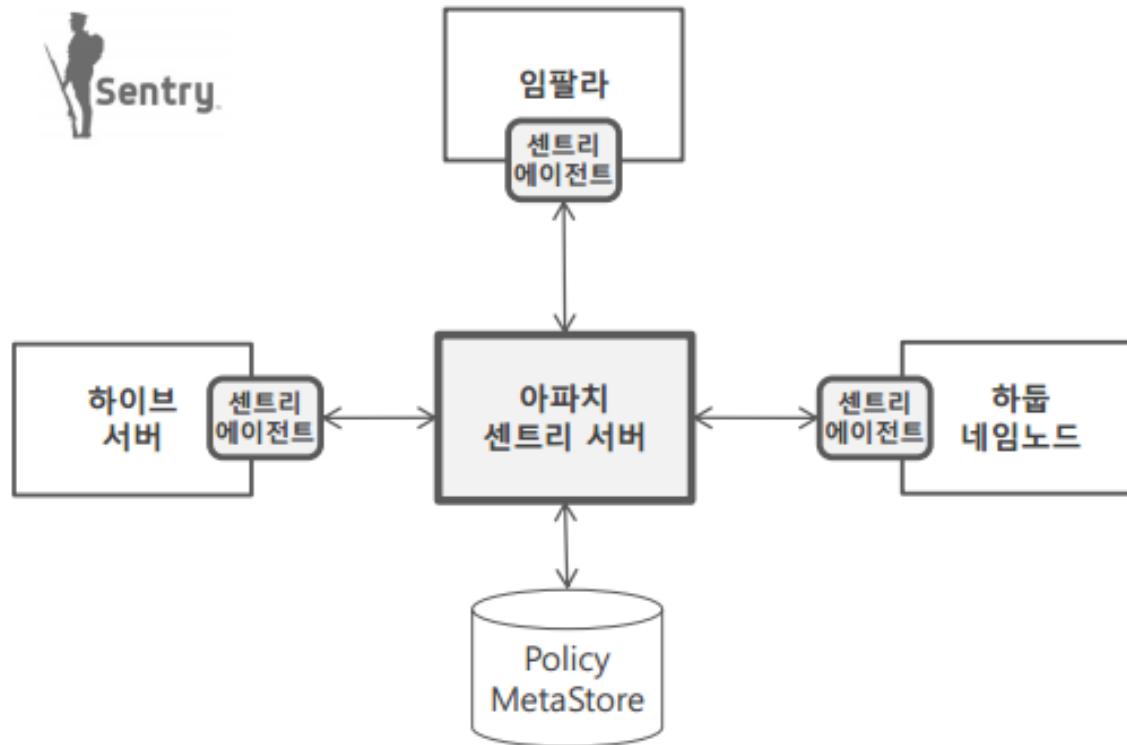 Sentry
임팔라
센트리
에이전트
하이브
서버
센트리
에이전트
아파치
센트리 서버
센트리
에이전트
하둡
네임노드
Policy
MetaStore